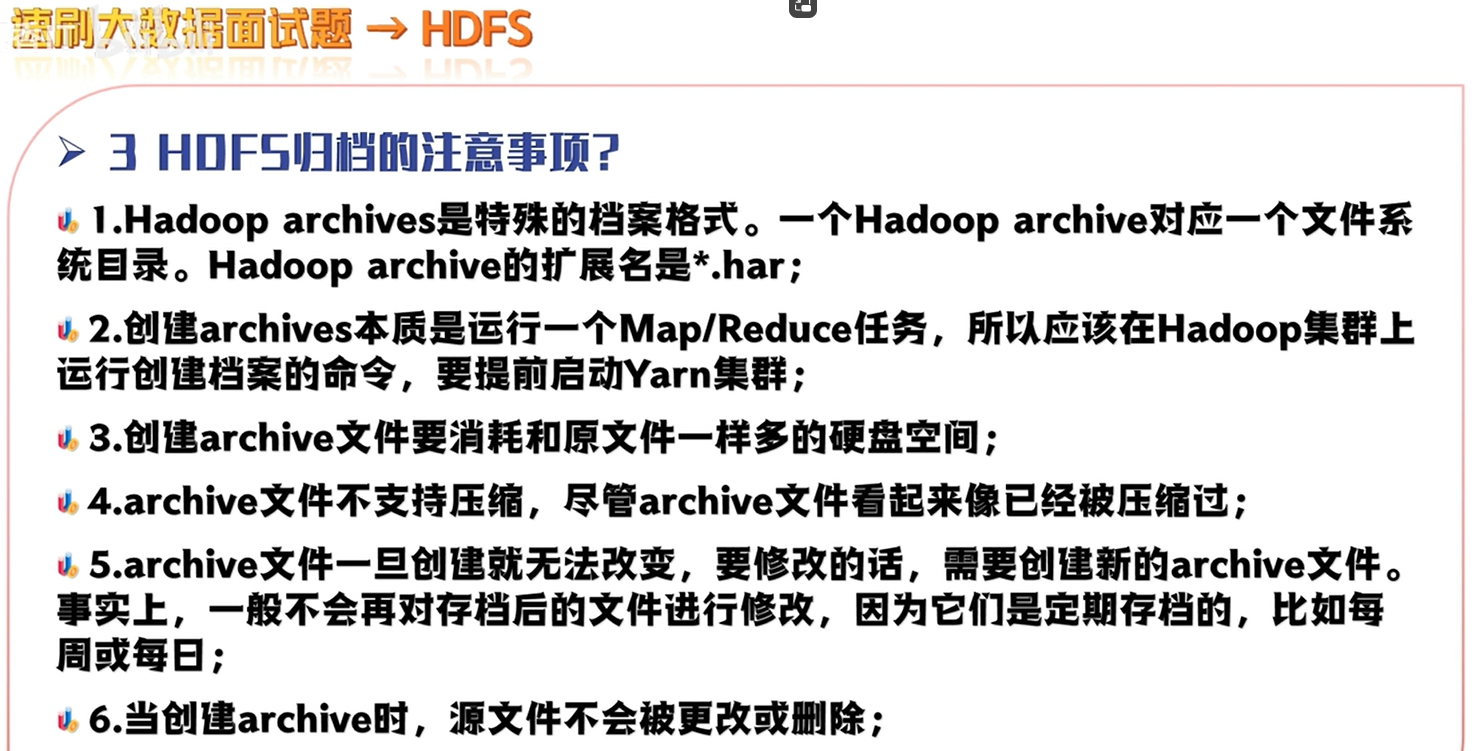 速刷大数据面试题 → HDFS
3 HDFS归档的注意事项?
1.Hadoop archives是特殊的档案格式。一个Hadoop archive对应一个文件系
统目录。Hadoop archive的扩展名是*.har；
2.创建archives本质是运行一个Map/Reduce任务，所以应该在Hadoop集群上
运行创建档案的命令，要提前启动Yarn集群；
3.创建archive文件要消耗和原文件一样多的硬盘空间；
4.archive文件不支持压缩，尽管archive文件看起来像已经被压缩过；
5.archive文件一旦创建就无法改变，要修改的话，需要创建新的archive文件。
事实上，一般不会再对存档后的文件进行修改，因为它们是定期存档的，比如每
周或每日；
6.当创建archive时，源文件不会被更改或删除；